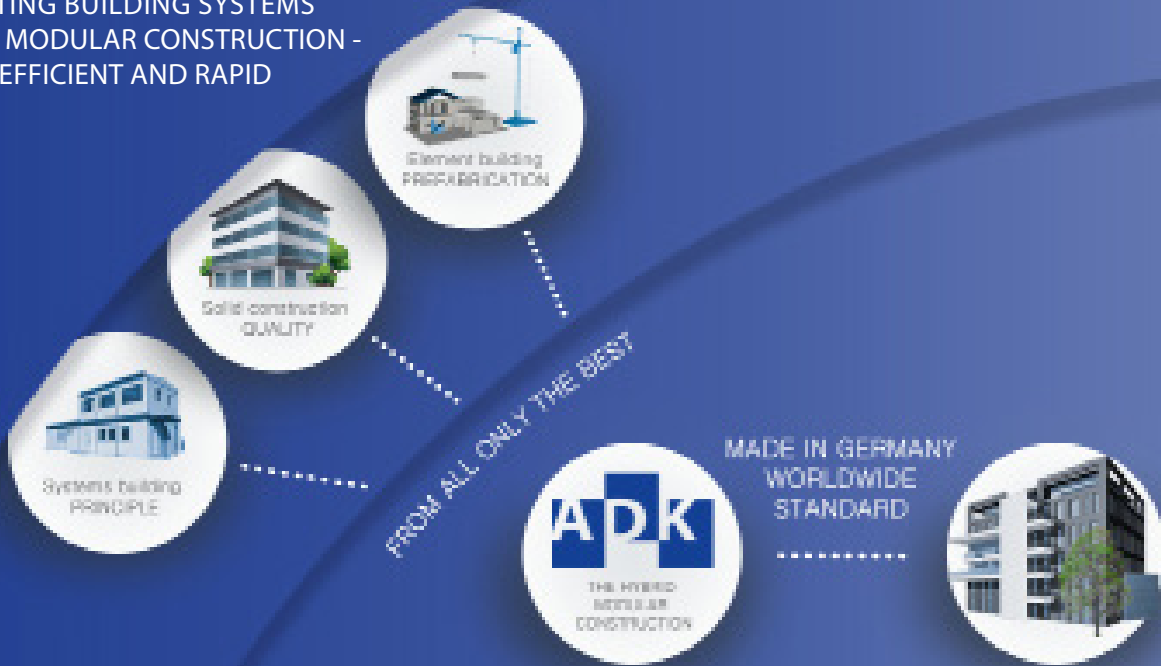 TING BUILDING SYSTEMS
MODULAR CONSTRUCTION -
EFFICIENT AND RAPID
Element building
PREFABRICATION
Solid construction
QUALITY
Systems building
PRINCIPLE
FROM ALL ONLY THE BEST
ADK
THE HYBRID
MODULAR
CONSTRUCTION
MADE IN GERMANY
WORLDWIDE
STANDARD